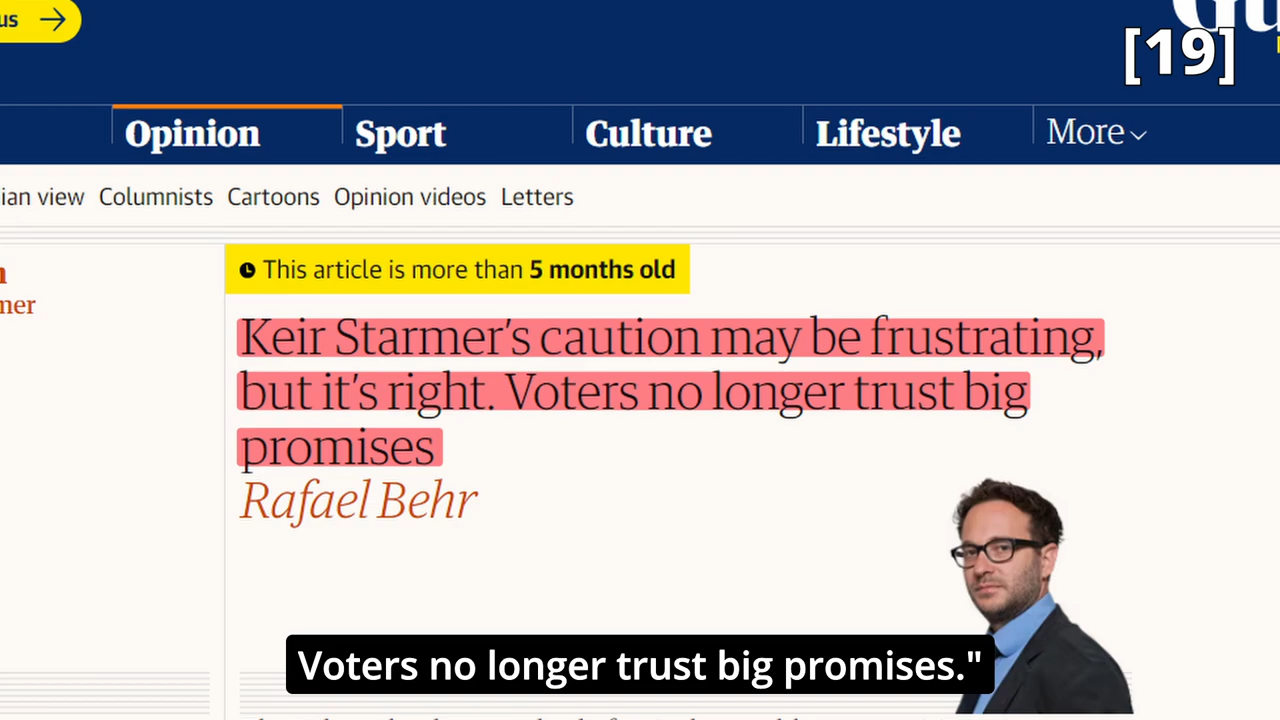 us
[19]
Opinion Sport Culture Lifestyle More
ian view Columnists Cartoons Opinion videos Letters
This article is more than 5 months old
mer
Keir Starmer’s caution may be frustrating,
but it’s right. Voters no longer trust big
promises
Rafael Behr
Voters no longer trust big promises."